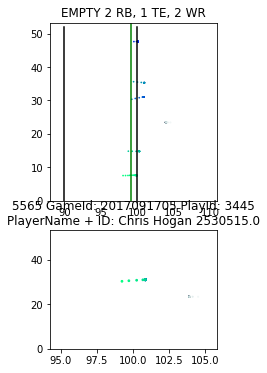 EMPTY 2 RB, 1 TE, 2 WR
50
40
30
20
10
0
90 95 100 105 110
5565 GameId: 2017091705 PlayId: 3445
PlayerName + ID: Chris Hogan 2530515.0
40
20
0
95.0 97.5 100.0 102.5 105.0